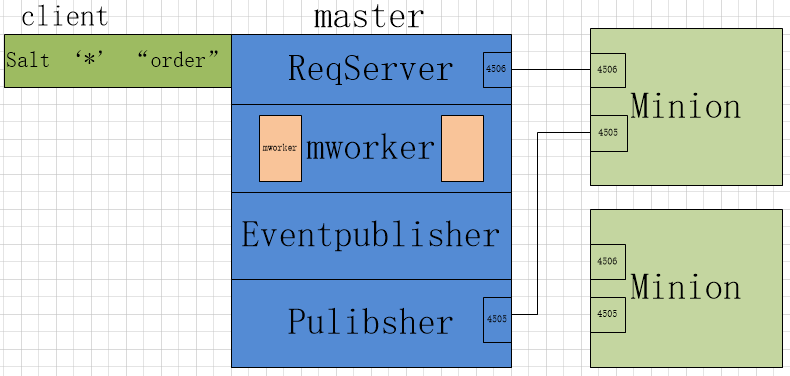 client
master
Salt ‘*’ “order”
ReqServer
4506
mworker
mworker
Eventpublisher
Pulibsher
4505
4506
Minion
4505
4506
Minion
4505